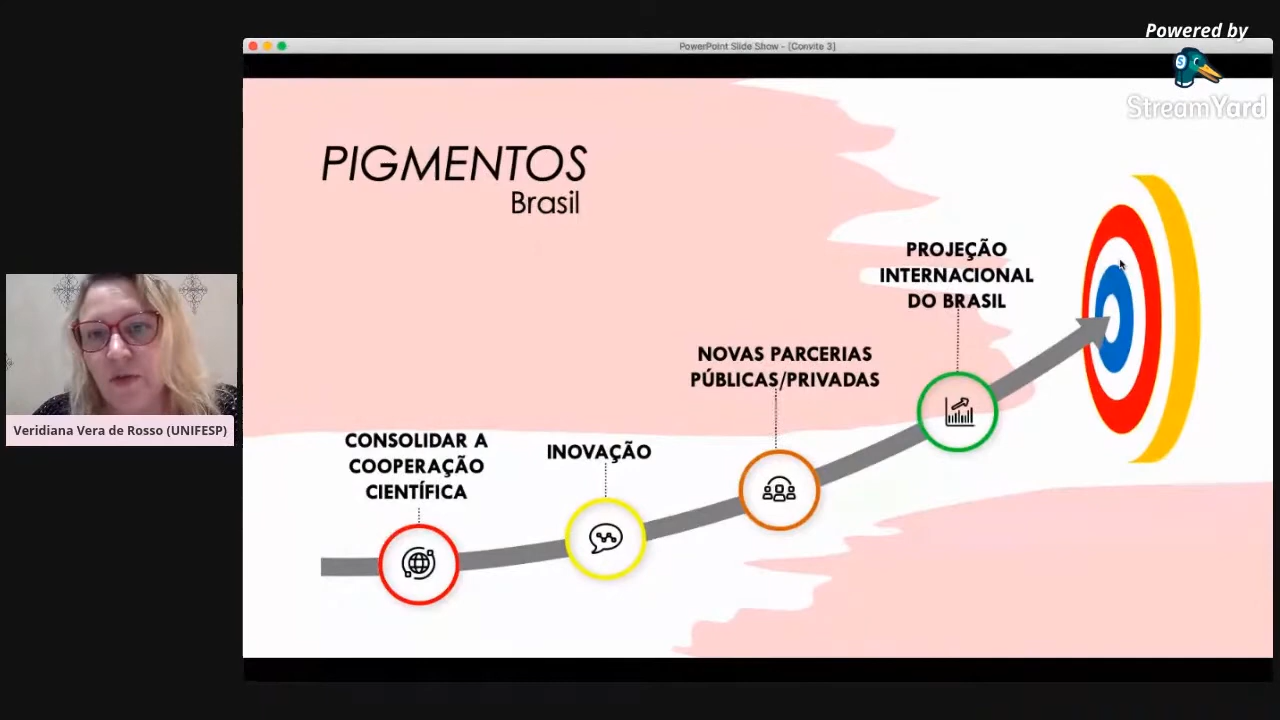 Powered by
StreamYard
PowerPoint Slide Show - [Convite 3]
PIGMENTOS
Brasil
PROJEÇÃO
INTERNACIONAL
DO BRASIL
NOVAS PARCERIAS
PÚBLICAS/PRIVADAS
CONSOLIDAR A
COOPERAÇÃO
CIENTÍFICA
INOVAÇÃO
Veridiana Vera de Rosso (UNIFESP)